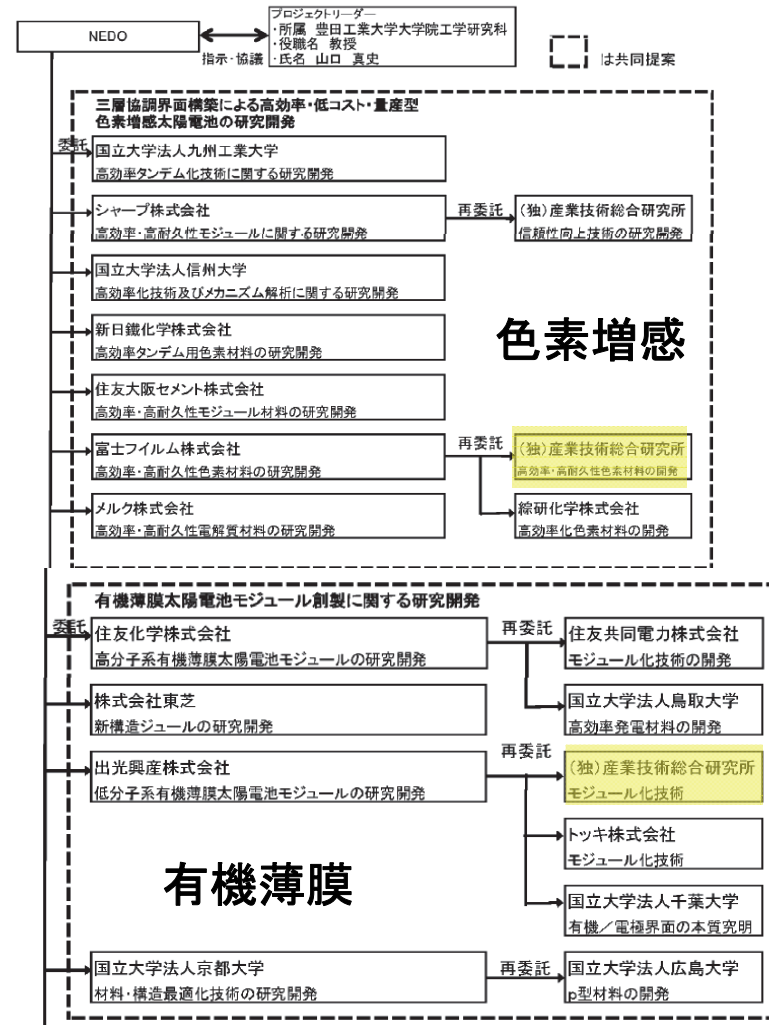 NEDO
指示・協議
プロジェクトリーダー
・所属 豊田工業大学大学院工学研究科
・役職名 教授
・氏名 山口 真史
は共同提案
三層協調界面構築による高効率・低コスト・量産型
色素増感太陽電池の研究開発
委託
国立大学法人九州工業大学
高効率タンデム化技術に関する研究開発
シャープ株式会社
高効率・高耐久性モジュールに関する研究開発
再委託
(独)産業技術総合研究所
信頼性向上技術の研究開発
国立大学法人信州大学
高効率化技術及びメカニズム解析に関する研究開発
新日鐵化学株式会社
高効率タンデム用色素材料の研究開発
色素増感
住友大阪セメント株式会社
高効率・高耐久性モジュール材料の研究開発
富士フイルム株式会社
高効率・高耐久性色素材料の研究開発
再委託
(独)産業技術総合研究所
高効率・高耐久性色素材料の開発
メルク株式会社
高効率・高耐久性電解質材料の研究開発
綜研化学株式会社
高効率化色素材料の開発
有機薄膜太陽電池モジュール創製に関する研究開発
委託
住友化学株式会社
高分子系有機薄膜太陽電池モジュールの研究開発
再委託
住友共同電力株式会社
モジュール化技術の開発
株式会社東芝
新構造ジュールの研究開発
国立大学法人鳥取大学
高効率発電材料の開発
出光興産株式会社
低分子系有機薄膜太陽電池モジュールの研究開発
再委託
(独)産業技術総合研究所
モジュール化技術
トッキ株式会社
モジュール化技術
有機薄膜
国立大学法人千葉大学
有機/電極界面の本質究明
国立大学法人京都大学
材料・構造最適化技術の研究開発
再委託
国立大学法人広島大学
p型材料の開発